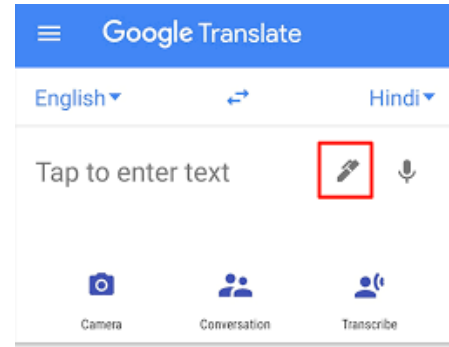 Google Translate
English Hindi
Tap to enter text
Camera Conversation Transcribe